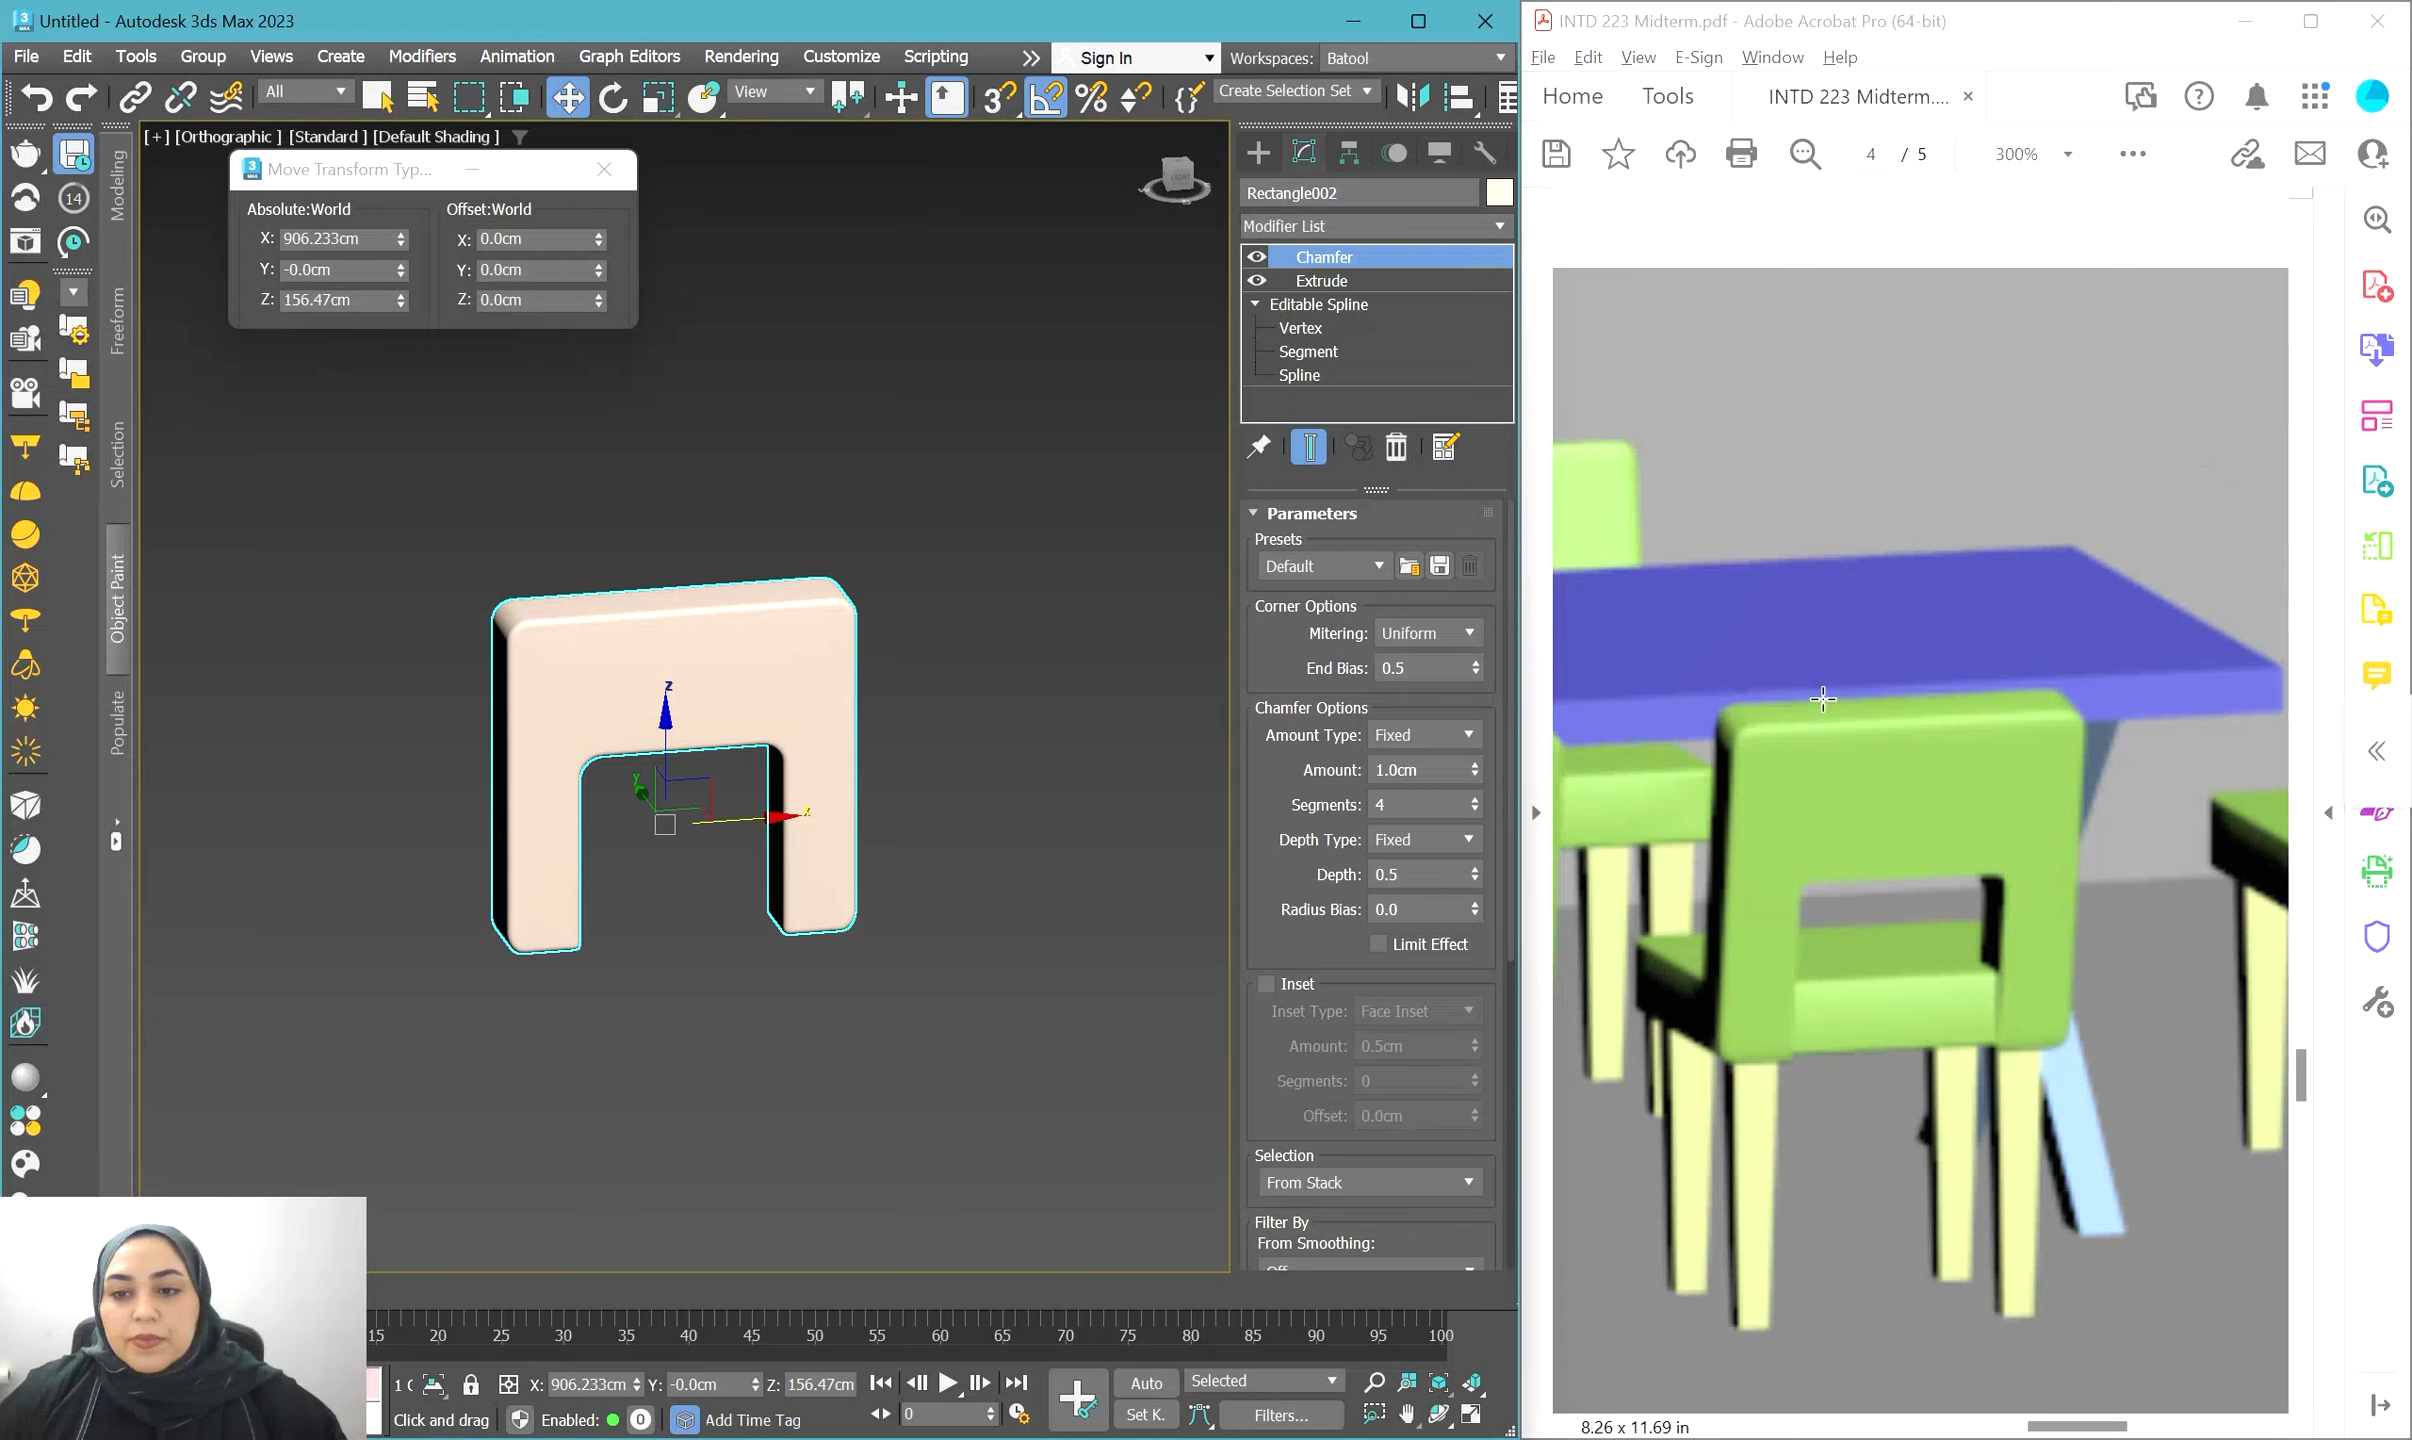 Untitled - Autodesk 3ds Max 2023
File Edit Tools Group Views Create Modifiers Animation Graph Editors Rendering Customize Scripting Sign In Workspaces: Batool
All View Create Selection Set
[ + ] [Orthographic ] [Standard ] [Default Shading ]
Move Transform Typ...
Absolute:World Offset:World
X: 906.233cm X: 0.0cm
Y: -0.0cm Y: 0.0cm
Z: 156.47cm Z: 0.0cm
14
Modeling
Freeform
Selection
Object Paint
Populate
FRONT
z
y
x
Rectangle002
Modifier List
Chamfer
Extrude
Editable Spline
Vertex
Segment
Spline
Parameters
Presets
Default
Corner Options
Mitering: Uniform
End Bias: 0.5
Chamfer Options
Amount Type: Fixed
Amount: 1.0cm
Segments: 4
Depth Type: Fixed
Depth: 0.5
Radius Bias: 0.0
Limit Effect
Inset
Inset Type: Face Inset
Amount: 0.5cm
Segments: 0
Offset: 0.0cm
Selection
From Stack
Filter By
From Smoothing:
15 20 25 30 35 40 45 50 55 60 65 70 75 80 85 90 95 100
X: 906.233cm Y: -0.0cm Z: 156.47cm Auto Selected
Click and drag Enabled: 0 Add Time Tag 0 Set K. Filters...
INTD 223 Midterm.pdf - Adobe Acrobat Pro (64-bit)
File Edit View E-Sign Window Help
Home Tools INTD 223 Midterm....
4 / 5 300%
8.26 x 11.69 in